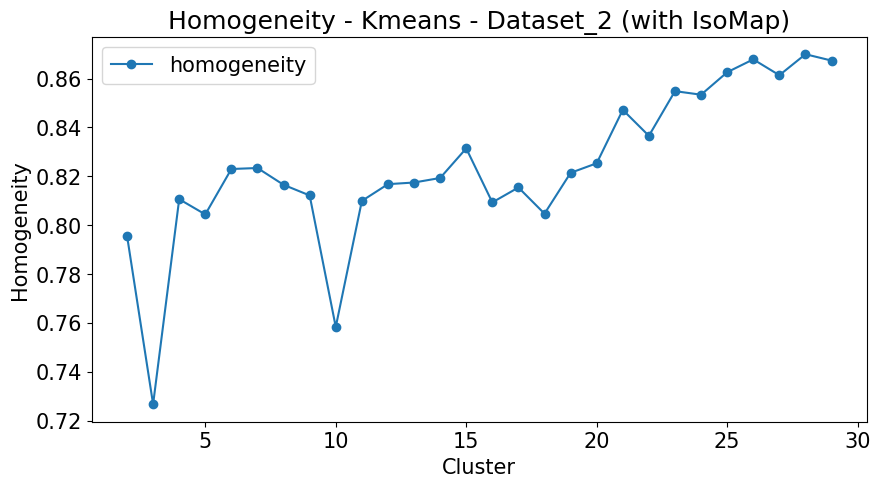 Homogeneity - Kmeans - Dataset_2 (with IsoMap)
homogeneity
Homogeneity
0.86
0.84
0.82
0.80
0.78
0.76
0.74
0.72
5 10 15 20 25 30
Cluster